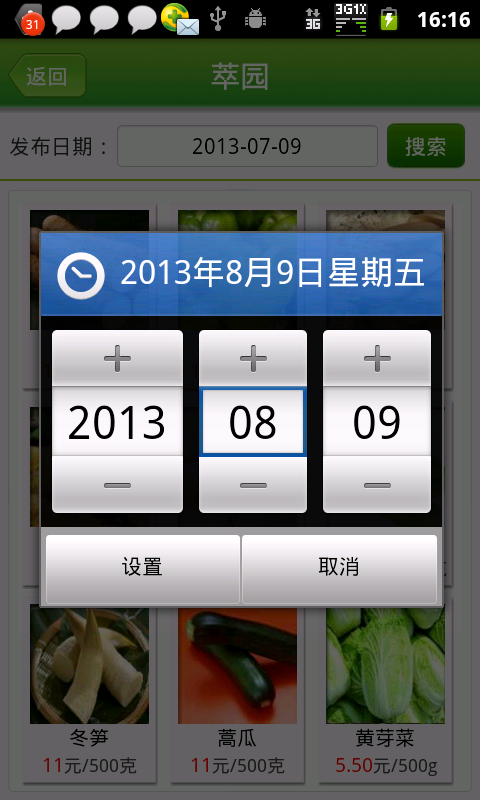 31 3G 3G1X 16:16
返回 萃园
发布日期： 2013-07-09 搜索
2013年8月9日星期五
2013 08 09
设置 取消
冬笋 蒿瓜 黄芽菜
11元/500克 11元/500克 5.50元/500g